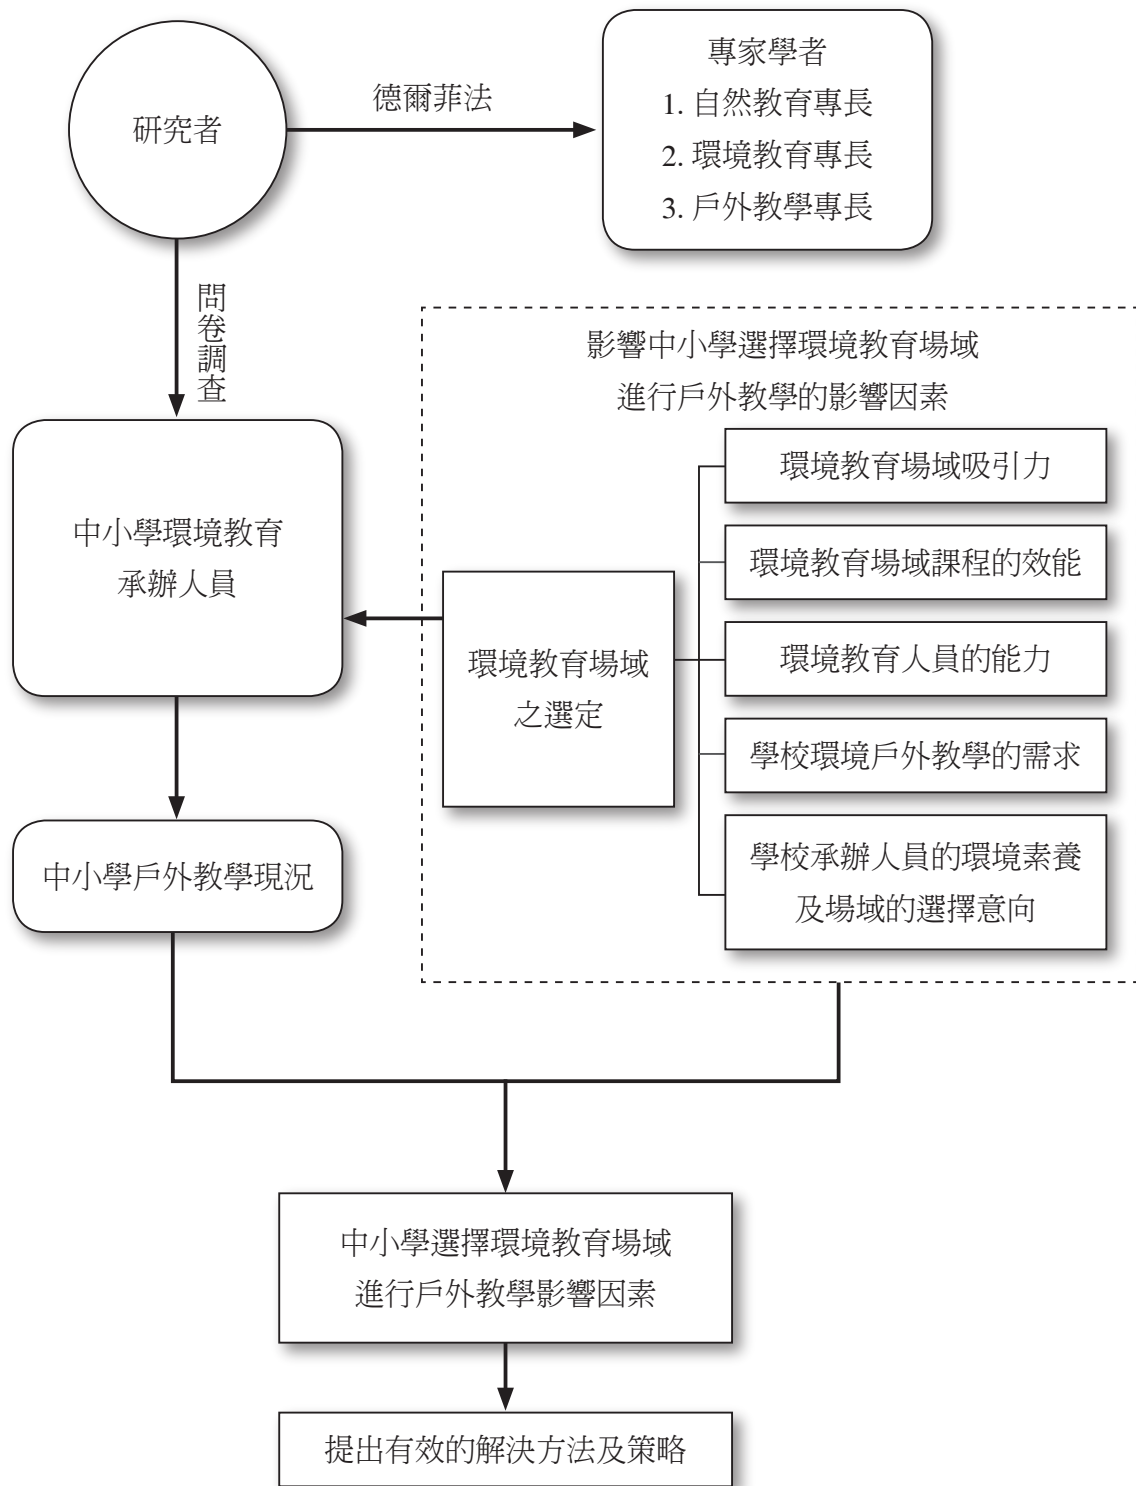 研究者
德爾菲法
專家學者
1. 自然教育專長
2. 環境教育專長
3. 戶外教學專長
問卷調查
影響中小學選擇環境教育場域
進行戶外教學的影響因素
中小學環境教育
承辦人員
環境教育場域
之選定
環境教育場域吸引力
環境教育場域課程的效能
環境教育人員的能力
學校環境戶外教學的需求
學校承辦人員的環境素養
及場域的選擇意向
中小學戶外教學現況
中小學選擇環境教育場域
進行戶外教學影響因素
提出有效的解決方法及策略